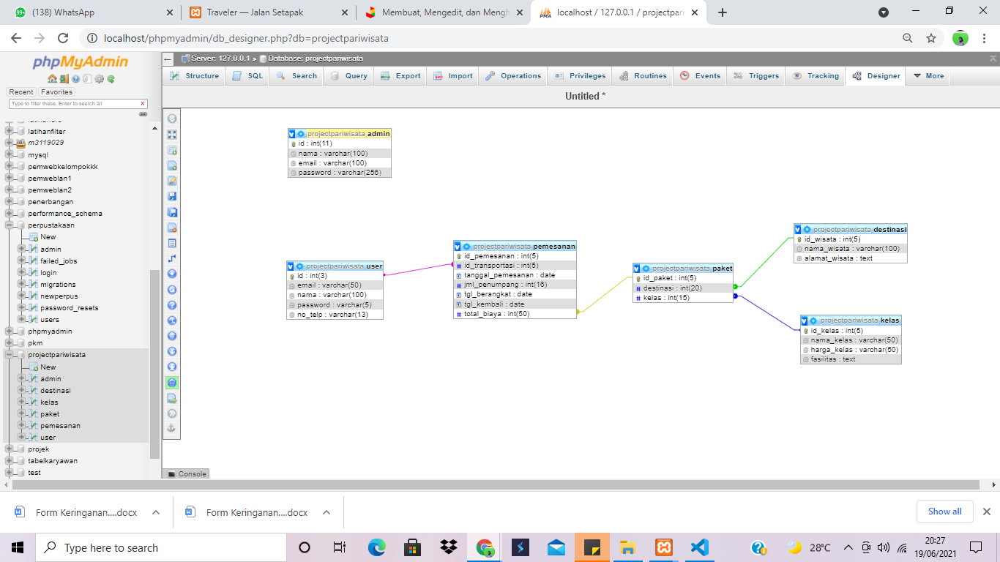 99+ (138) WhatsApp
Traveler — Jalan Setapak
Membuat, Mengedit, dan Mengh
localhost / 127.0.0.1 / projectpari
localhost/phpmyadmin/db_designer.php?db=projectpariwisata
phpMyAdmin
Recent Favorites
Type to filter these, Enter to search all X
latihanfilter
m3119029
mysql
pemwebkelompokkk
pemweblan1
pemweblan2
penerbangan
performance_schema
perpustakaan
New
admin
failed_jobs
login
migrations
newperpus
password_resets
users
phpmyadmin
pkm
projectpariwisata
New
admin
destinasi
kelas
paket
pemesanan
user
projek
tabelkaryawan
test
Server: 127.0.0.1 » Database: projectpariwisata
Structure SQL Search Query Export Import Operations Privileges Routines Events Triggers Tracking Designer More
Untitled *
projectpariwisata admin
id : int(11)
nama : varchar(100)
email : varchar(100)
password : varchar(256)
projectpariwisata user
id : int(3)
email : varchar(50)
nama : varchar(100)
password : varchar(5)
no_telp : varchar(13)
projectpariwisata pemesanan
id_pemesanan : int(5)
id_transportasi : int(5)
tanggal_pemesanan : date
jml_penumpang : int(16)
tgl_berangkat : date
tgl_kembali : date
total_biaya : int(50)
projectpariwisata paket
id_paket : int(5)
destinasi : int(20)
kelas : int(15)
projectpariwisata destinasi
id_wisata : int(5)
nama_wisata : varchar(100)
alamat_wisata : text
projectpariwisata kelas
id_kelas : int(5)
nama_kelas : varchar(50)
harga_kelas : varchar(50)
fasilitas : text
Console
Form Keringanan....docx
Form Keringanan....docx
Show all
Type here to search
28°C
20:27
19/06/2021